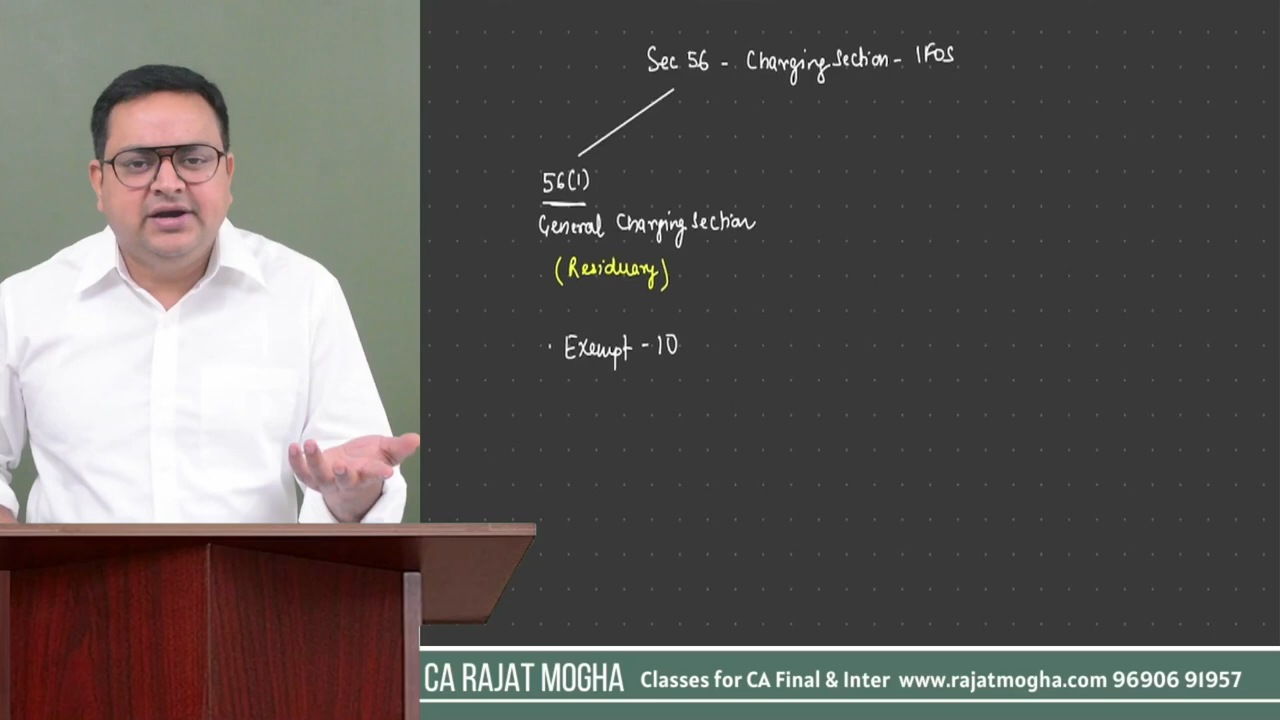 Sec 56 - Charging Section - IFOS
56(1)
General Charging Section
(Residuary)
· Exempt - 10
CA RAJAT MOGHA Classes for CA Final & Inter www.rajatmogha.com 96906 91957